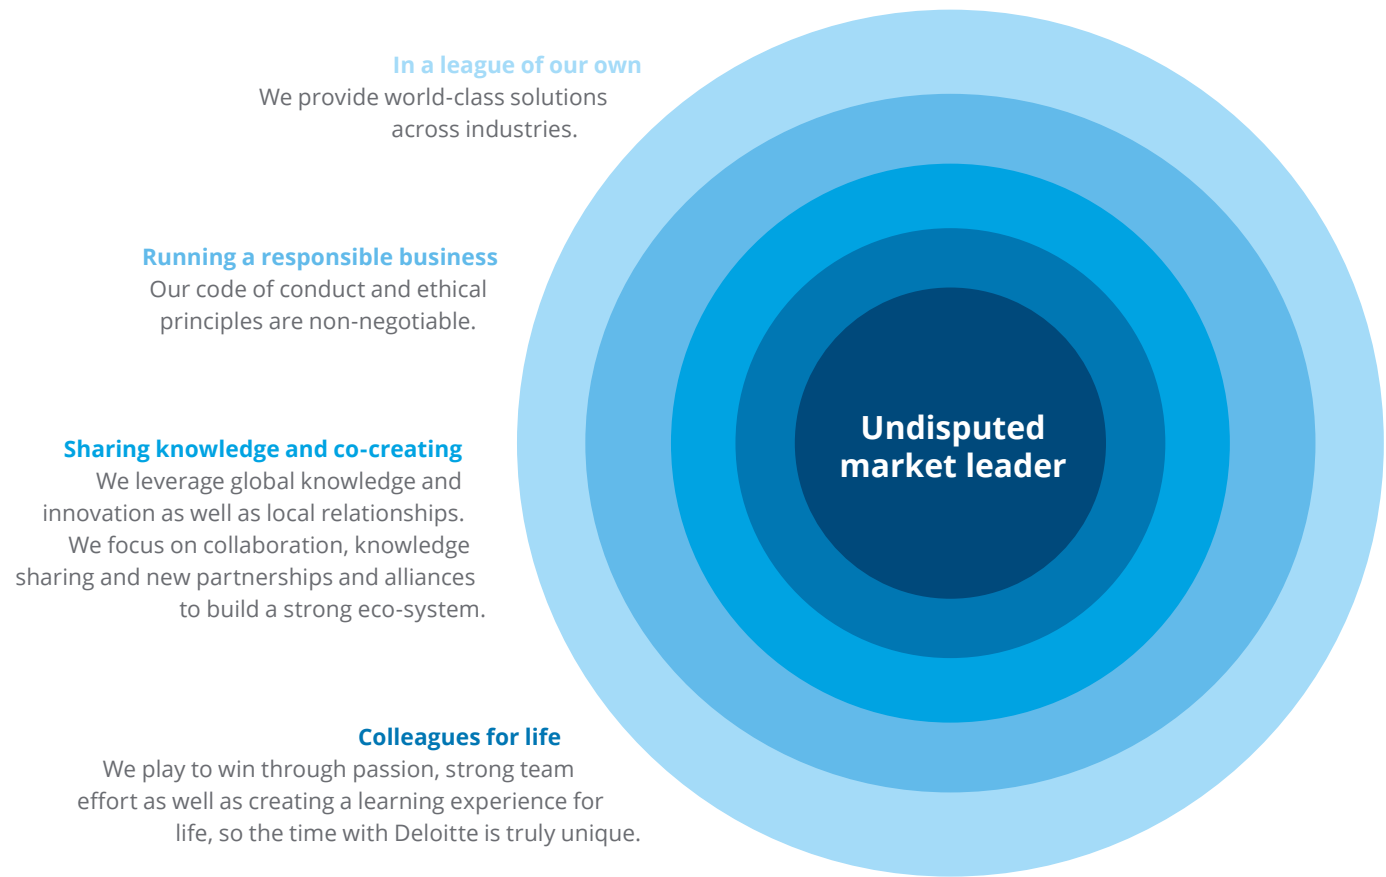 In a league of our own
We provide world-class solutions
across industries.
Running a responsible business
Our code of conduct and ethical
principles are non-negotiable.
Sharing knowledge and co-creating
We leverage global knowledge and
innovation as well as local relationships.
We focus on collaboration, knowledge
sharing and new partnerships and alliances
to build a strong eco-system.
Colleagues for life
We play to win through passion, strong team
effort as well as creating a learning experience for
life, so the time with Deloitte is truly unique.
Undisputed
market leader